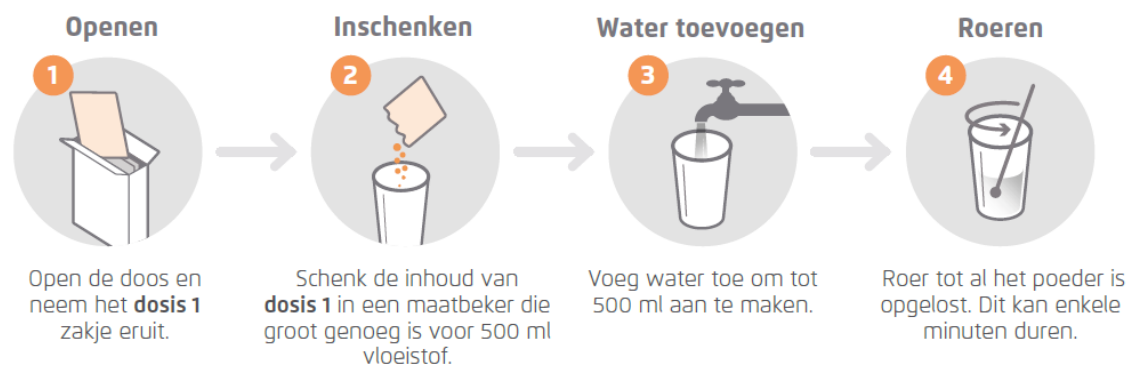 Openen
1
Open de doos en
neem het dosis 1
zakje eruit.
Inschenken
2
Schenk de inhoud van
dosis 1 in een maatbeker die
groot genoeg is voor 500 ml
vloeistof.
Water toevoegen
3
Voeg water toe om tot
500 ml aan te maken.
Roeren
4
Roer tot al het poeder is
opgelost. Dit kan enkele
minuten duren.